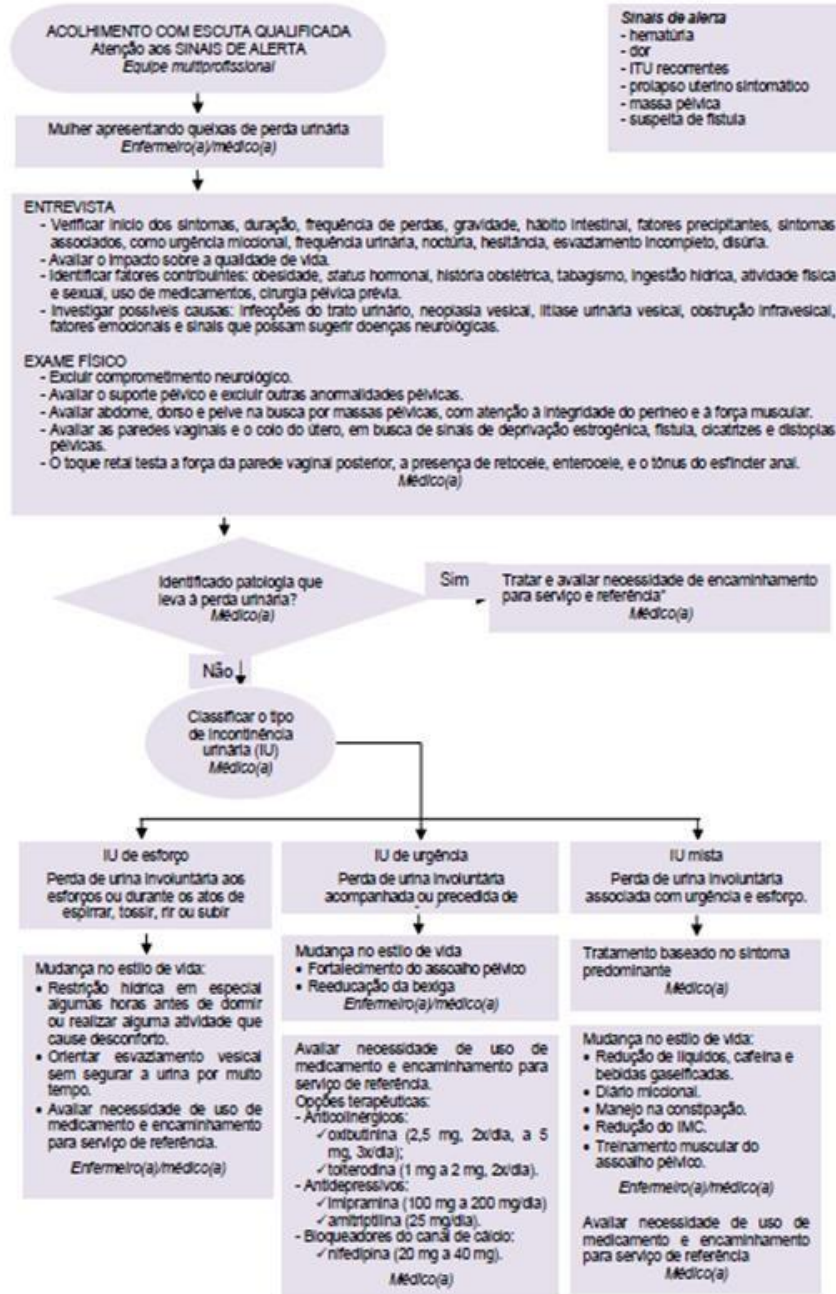 ACOLHIMENTO COM ESCUTA QUALIFICADA
Atenção aos SINAIS DE ALERTA
Equipe multiprofissional
Sinais de alerta
- hematúria
- dor
- ITU recorrentes
- prolapso uterino sintomático
- massa pélvica
- suspeita de fístula
Mulher apresentando queixas de perda urinária
Enfermeiro(a)/médico(a)
ENTREVISTA
- Verificar início dos sintomas, duração, frequência de perdas, gravidade, hábito intestinal, fatores precipitantes, sintomas
associados, como urgência miccional, frequência urinária, noctúria, hesitância, esvaziamento incompleto, disúria.
- Avaliar o impacto sobre a qualidade de vida.
- Identificar fatores contribuintes: obesidade, status hormonal, história obstétrica, tabagismo, ingestão hídrica, atividade física
e sexual, uso de medicamentos, cirurgia pélvica prévia.
- Investigar possíveis causas: infecções do trato urinário, neoplasia vesical, litíase urinária vesical, obstrução infravesical,
fatores emocionais e sinais que possam sugerir doenças neurológicas.
EXAME FÍSICO
- Excluir comprometimento neurológico.
- Avaliar o suporte pélvico e excluir outras anormalidades pélvicas.
- Avaliar abdome, dorso e pelve na busca por massas pélvicas, com atenção à integridade do períneo e à força muscular.
- Avaliar as paredes vaginais e o colo do útero, em busca de sinais de deprivação estrogênica, fístula, cicatrizes e distopias
pélvicas.
- O toque retal testa a força da parede vaginal posterior, a presença de retocele, enterocele, e o tônus do esfíncter anal.
Médico(a)
Identificado patologia que
leva à perda urinária?
Médico(a)
Sim
Tratar e avaliar necessidade de encaminhamento
para serviço e referência"
Médico(a)
Não
Classificar o tipo
de incontinência
urinária (IU)
Médico(a)
IU de esforço
Perda de urina involuntária aos
esforços ou durante os atos de
espirrar, tossir, rir ou subir
Mudança no estilo de vida:
• Restrição hídrica em especial
algumas horas antes de dormir
ou realizar alguma atividade que
cause desconforto.
• Orientar esvaziamento vesical
sem segurar a urina por muito
tempo.
• Avaliar necessidade de uso de
medicamento e encaminhamento
para serviço de referência.
Enfermeiro(a)/médico(a)
IU de urgência
Perda de urina involuntária
acompanhada ou precedida de
Mudança no estilo de vida
• Fortalecimento do assoalho pélvico
• Reeducação da bexiga
Enfermeiro(a)/médico(a)
Avaliar necessidade de uso de
medicamento e encaminhamento para
serviço de referência.
Opções terapêuticas:
- Anticolinérgicos:
✓oxibutinina (2,5 mg, 2x/dia, a 5
mg, 3x/dia);
✓tolterodina (1 mg a 2 mg, 2x/dia).
- Antidepressivos:
✓imipramina (100 mg a 200 mg/dia)
✓amitriptilina (25 mg/dia).
- Bloqueadores do canal de cálcio:
✓nifedipina (20 mg a 40 mg).
Médico(a)
IU mista
Perda de urina involuntária
associada com urgência e esforço.
Tratamento baseado no sintoma
predominante
Médico(a)
Mudança no estilo de vida:
• Redução de líquidos, cafeína e
bebidas gaseificadas.
• Diário miccional.
• Manejo na constipação.
• Redução do IMC.
• Treinamento muscular do
assoalho pélvico.
Enfermeiro(a)/médico(a)
Avaliar necessidade de uso de
medicamento e encaminhamento
para serviço de referência
Médico(a)